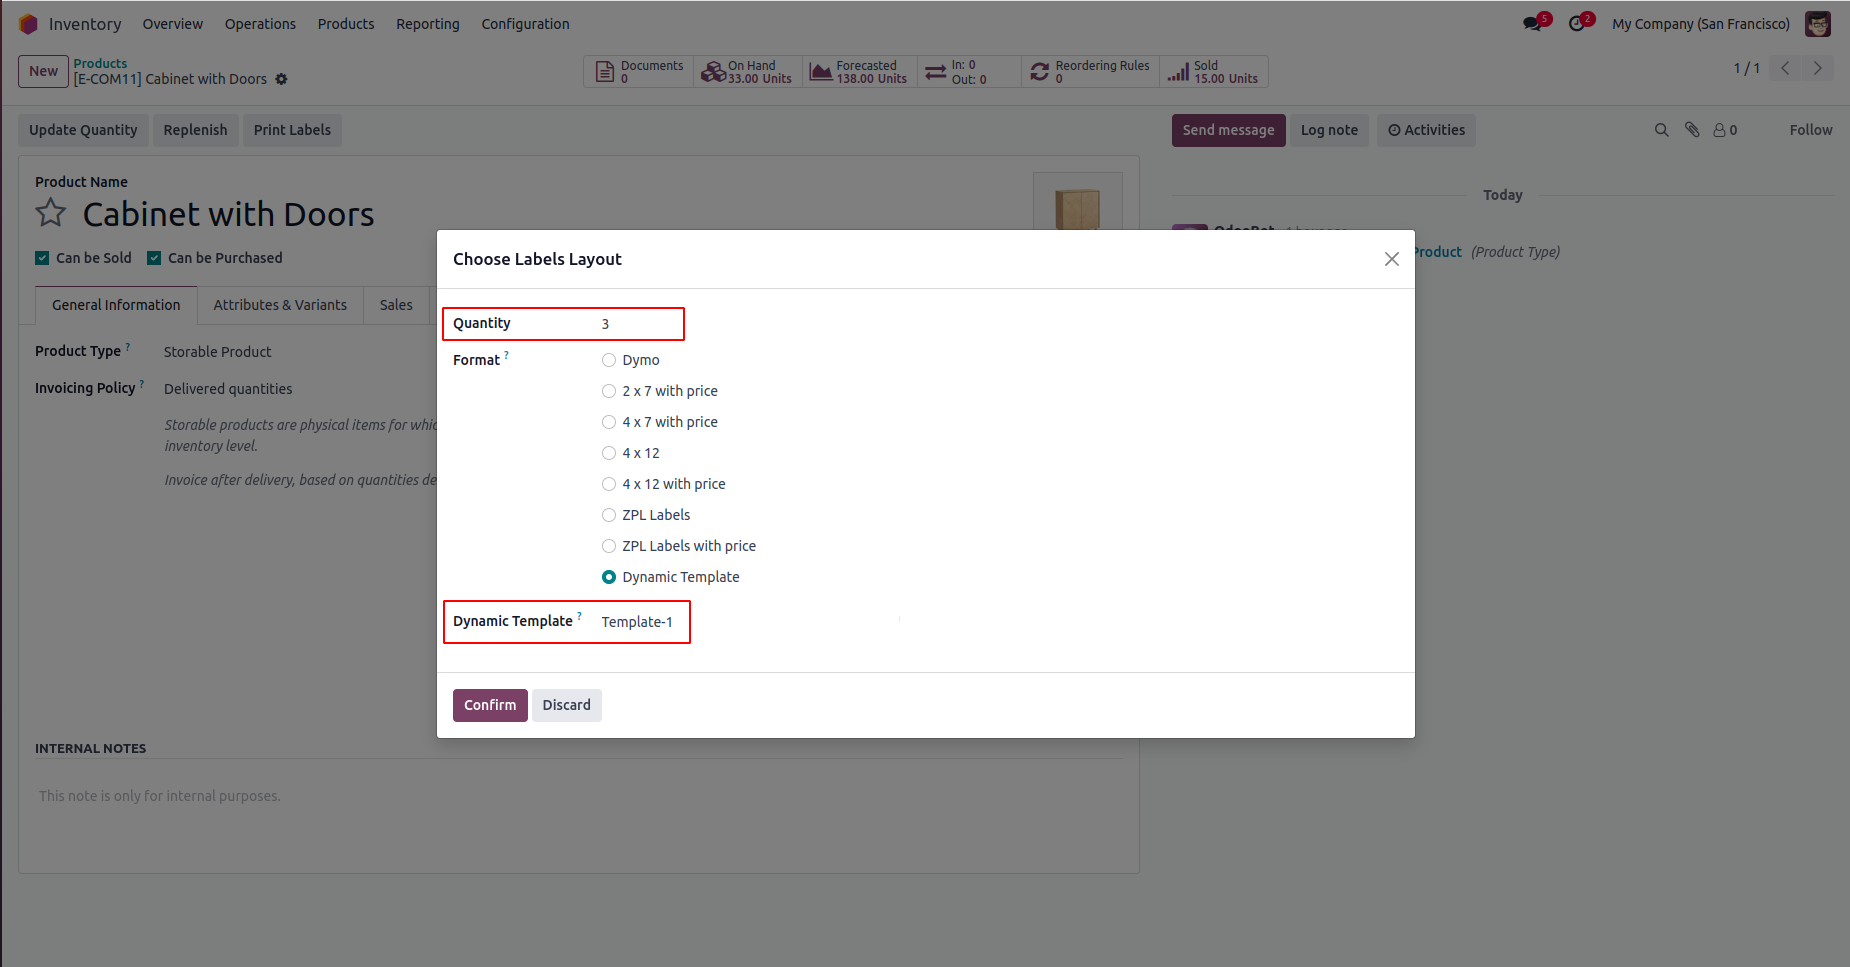 Inventory Overview Operations Products Reporting Configuration 5 2 My Company (San Francisco)
New Products
[E-COM11] Cabinet with Doors
Documents 0
On Hand 33.00 Units
Forecasted 138.00 Units
In: 0
Out: 0
Reordering Rules 0
Sold 15.00 Units
1 / 1
Update Quantity Replenish Print Labels Send message Log note Activities 0 Follow
Product Name
Cabinet with Doors
Can be Sold Can be Purchased
General Information Attributes & Variants Sales
Product Type ? Storable Product
Invoicing Policy ? Delivered quantities
Storable products are physical items for whic
inventory level.
Invoice after delivery, based on quantities de
INTERNAL NOTES
This note is only for internal purposes.
Today
Product (Product Type)
Choose Labels Layout
Quantity 3
Format ? Dymo
2 x 7 with price
4 x 7 with price
4 x 12
4 x 12 with price
ZPL Labels
ZPL Labels with price
Dynamic Template
Dynamic Template ? Template-1
Confirm Discard